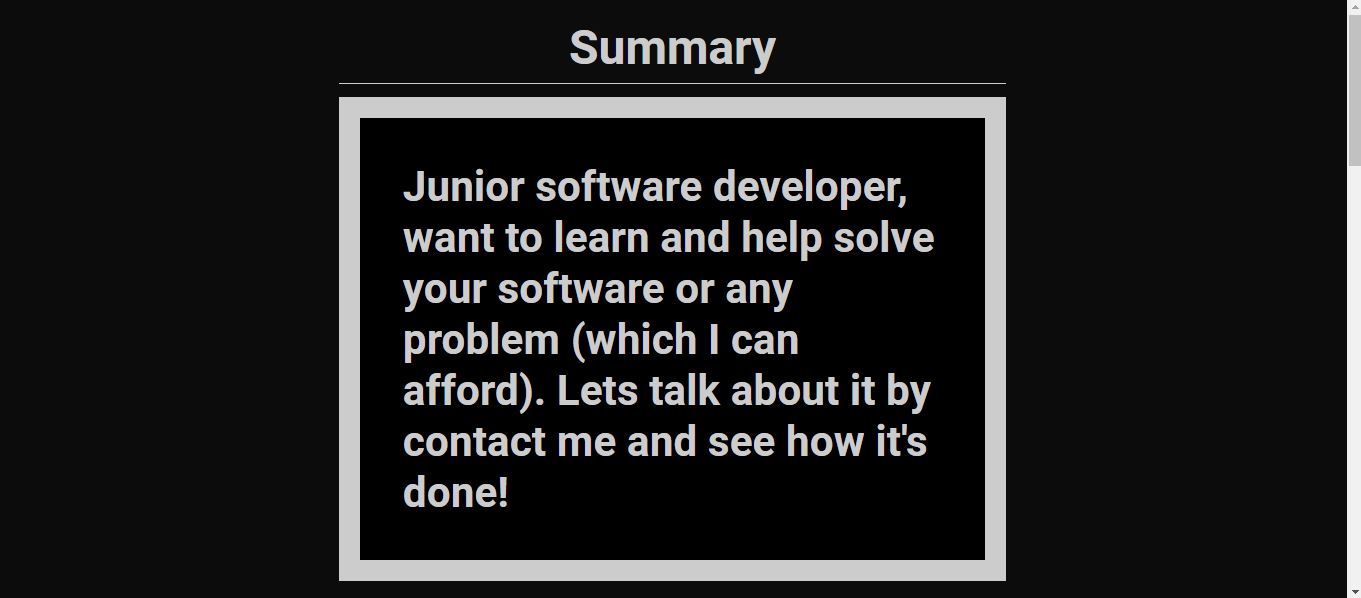 Summary
Junior software developer,
want to learn and help solve
your software or any
problem (which I can
afford). Lets talk about it by
contact me and see how it's
done!